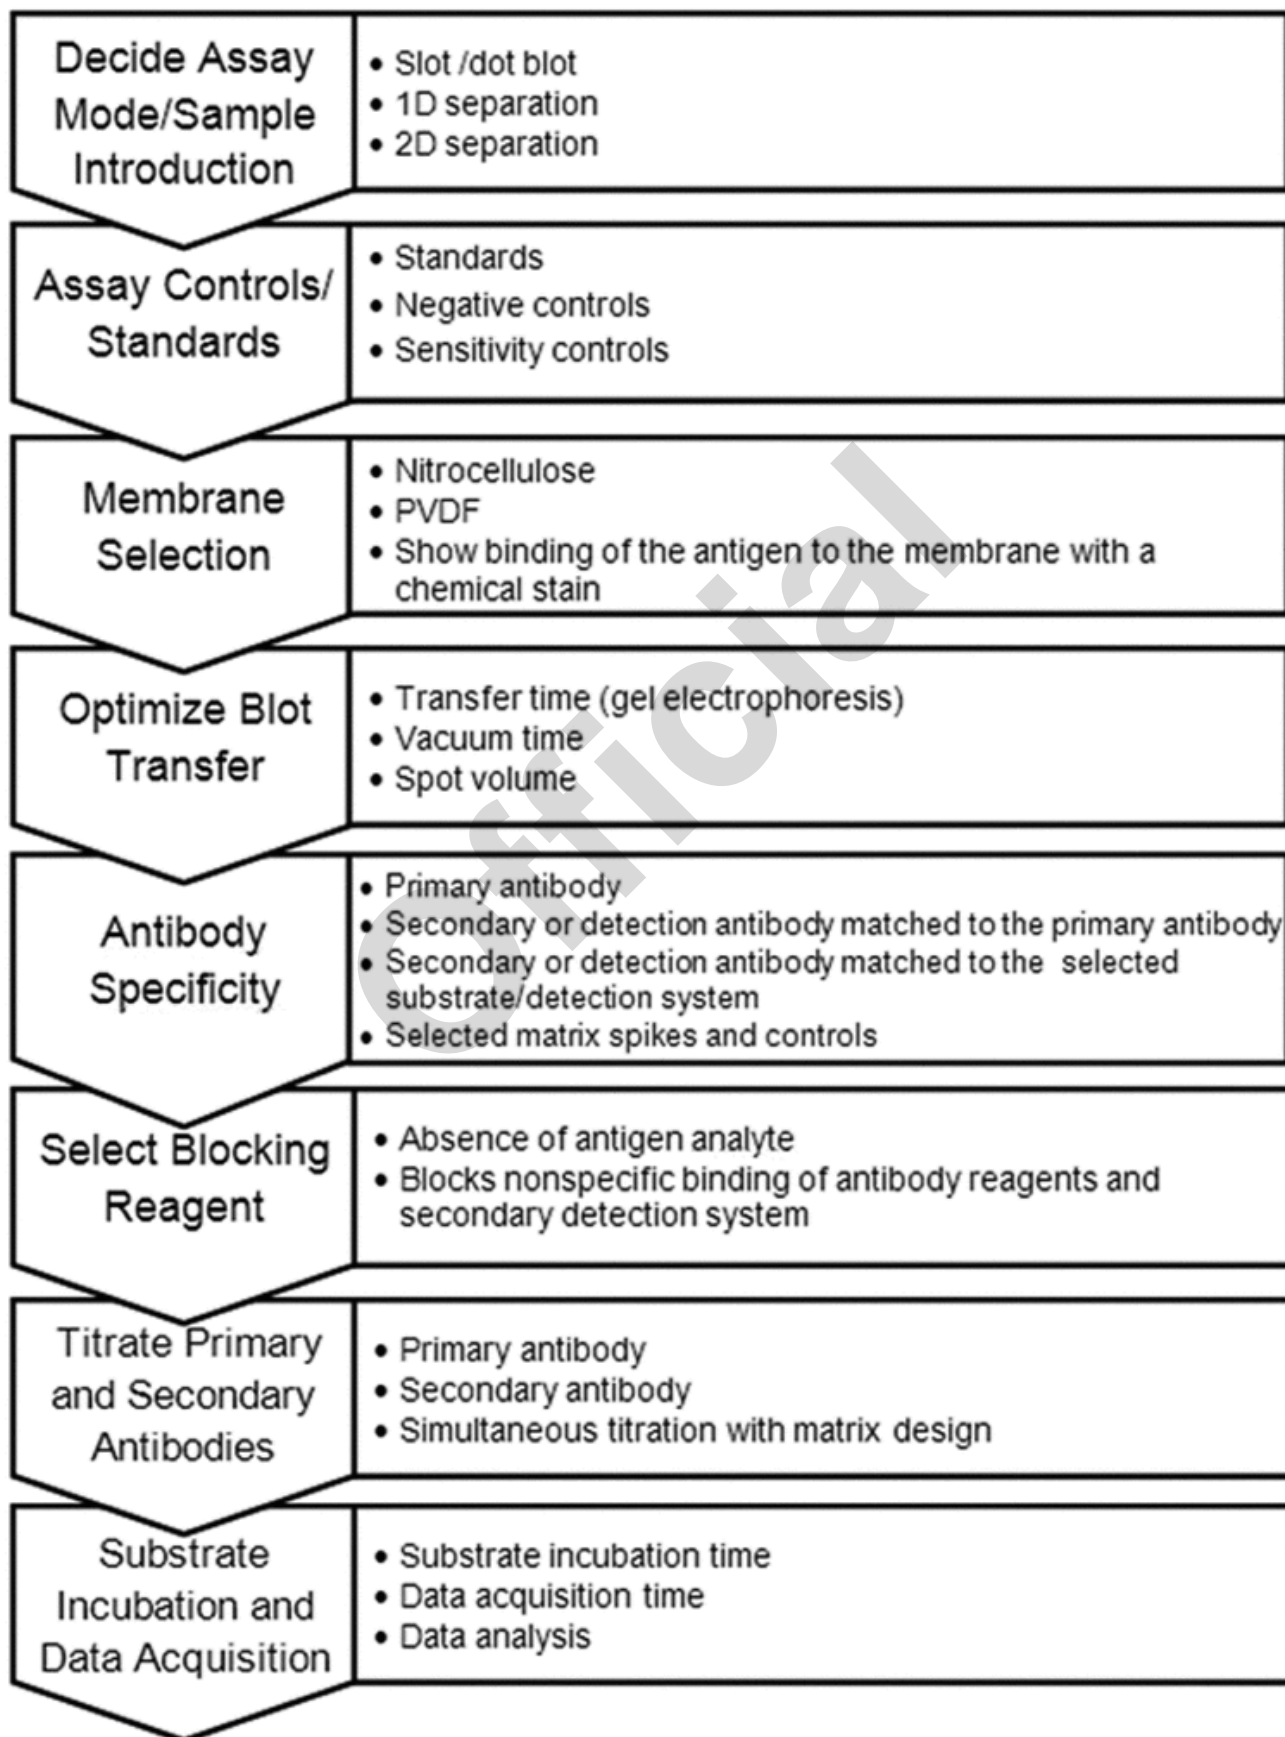 Decide Assay
Mode/Sample
Introduction
• Slot /dot blot
• 1D separation
• 2D separation
Assay Controls/
Standards
• Standards
• Negative controls
• Sensitivity controls
Membrane
Selection
• Nitrocellulose
• PVDF
• Show binding of the antigen to the membrane with a
chemical stain
Optimize Blot
Transfer
• Transfer time (gel electrophoresis)
• Vacuum time
• Spot volume
Antibody
Specificity
• Primary antibody
• Secondary or detection antibody matched to the primary antibody
• Secondary or detection antibody matched to the selected
substrate/detection system
• Selected matrix spikes and controls
Select Blocking
Reagent
• Absence of antigen analyte
• Blocks nonspecific binding of antibody reagents and
secondary detection system
Titrate Primary
and Secondary
Antibodies
• Primary antibody
• Secondary antibody
• Simultaneous titration with matrix design
Substrate
Incubation and
Data Acquisition
• Substrate incubation time
• Data acquisition time
• Data analysis
Official